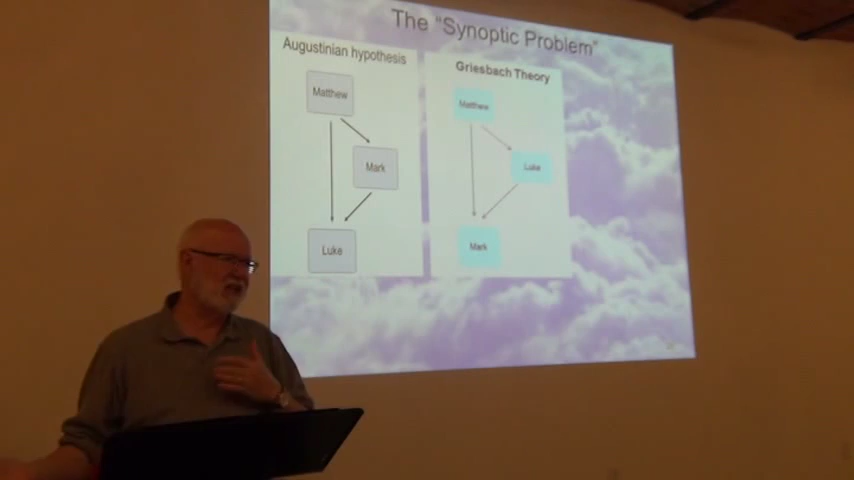 The "Synoptic Problem"
Augustinian hypothesis
Matthew
Mark
Luke
Griesbach Theory
Matthew
Luke
Mark